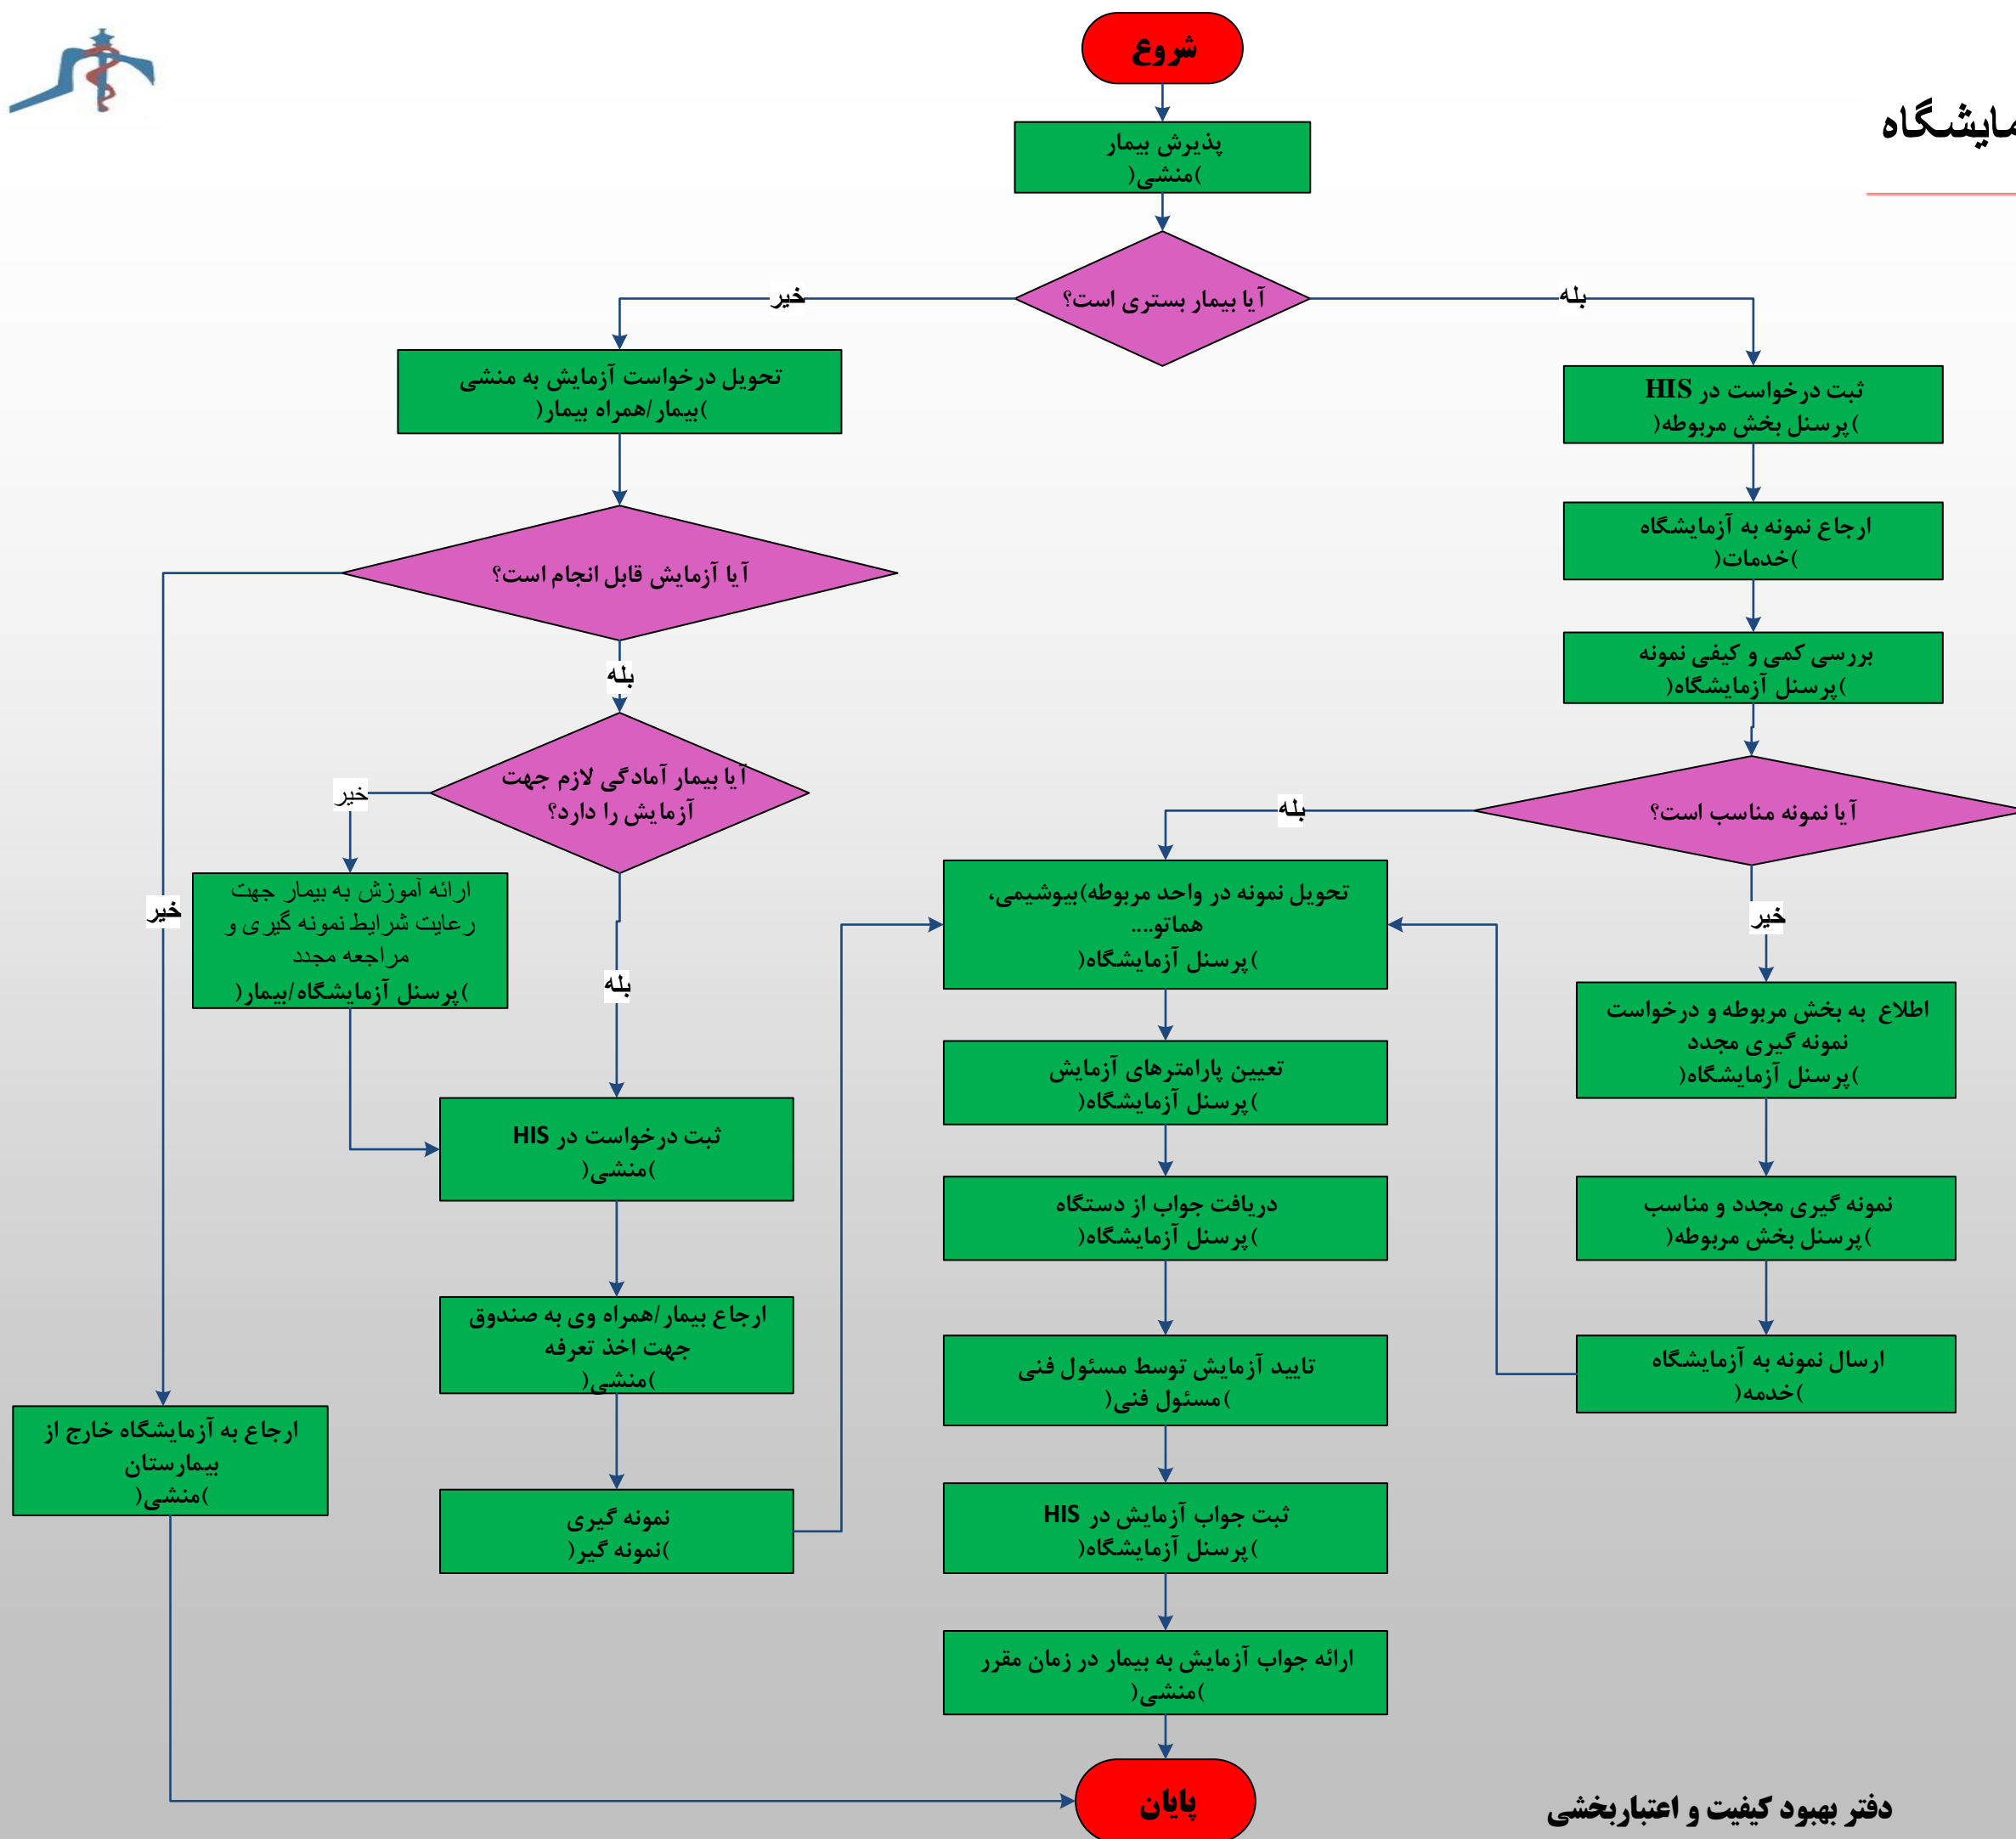 شروع
مایشگاه
پذیرش بیمار
)منشی(
آیا بیمار بستری است؟
خیر
بله
تحویل درخواست آزمایش به منشی
)بیمار/همراه بیمار(
ثبت درخواست در HIS
)پرسنل بخش مربوطه(
ارجاع نمونه به آزمایشگاه
)خدمات(
آیا آزمایش قابل انجام است؟
بررسی کمی و کیفی نمونه
)پرسنل آزمایشگاه(
بله
آیا بیمار آمادگی لازم جهت
آزمایش را دارد؟
خیر
آیا نمونه مناسب است؟
بله
خیر
ارائه آموزش به بیمار جهت
رعایت شرایط نمونه گیری و
مراجعه مجدد
)پرسنل آزمایشگاه/بیمار(
خیر
بله
تحویل نمونه در واحد مربوطه)بیوشیمی،
هماتو....
)پرسنل آزمایشگاه(
اطلاع به بخش مربوطه و درخواست
نمونه گیری مجدد
)پرسنل آزمایشگاه(
تعیین پارامترهای آزمایش
)پرسنل آزمایشگاه(
ثبت درخواست در HIS
)منشی(
دریافت جواب از دستگاه
)پرسنل آزمایشگاه(
نمونه گیری مجدد و مناسب
)پرسنل بخش مربوطه(
ارجاع بیمار/همراه وی به صندوق
جهت اخذ تعرفه
)منشی(
تایید آزمایش توسط مسئول فنی
)مسئول فنی(
ارسال نمونه به آزمایشگاه
)خدمه(
ارجاع به آزمایشگاه خارج از
بیمارستان
)منشی(
نمونه گیری
)نمونه گیر(
ثبت جواب آزمایش در HIS
)پرسنل آزمایشگاه(
ارائه جواب آزمایش به بیمار در زمان مقرر
)منشی(
پایان
دفتر بهبود کیفیت و اعتباربخشی